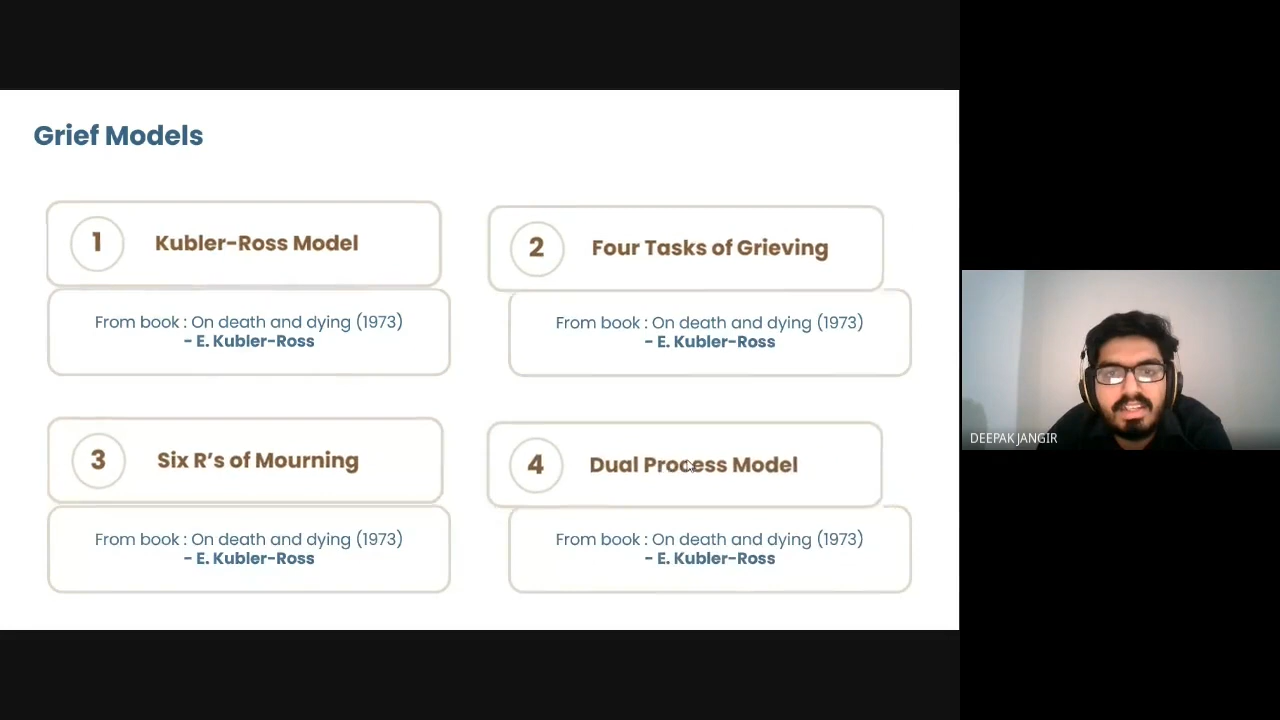 Grief Models
1 Kubler-Ross Model
From book : On death and dying (1973)
- E. Kubler-Ross
2 Four Tasks of Grieving
From book : On death and dying (1973)
- E. Kubler-Ross
3 Six R’s of Mourning
From book : On death and dying (1973)
- E. Kubler-Ross
4 Dual Process Model
From book : On death and dying (1973)
- E. Kubler-Ross
DEEPAK JANGIR